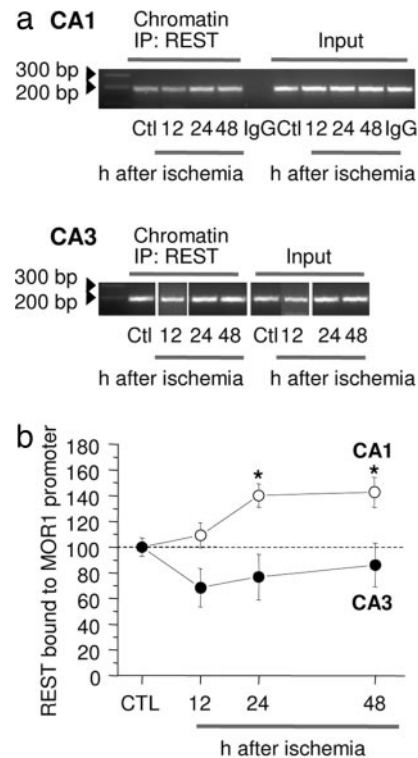 a CA1
Chromatin
IP: REST
Input
300 bp
200 bp
Ctl 12 24 48 IgG Ctl 12 24 48 IgG
h after ischemia h after ischemia
CA3
Chromatin
IP: REST
Input
300 bp
200 bp
Ctl 12 24 48 Ctl 12 24 48
h after ischemia h after ischemia
b
REST bound to MOR1 promoter
180
160
140
120
100
80
60
40
20
0
* *
CA1
CA3
CTL 12 24 48
h after ischemia